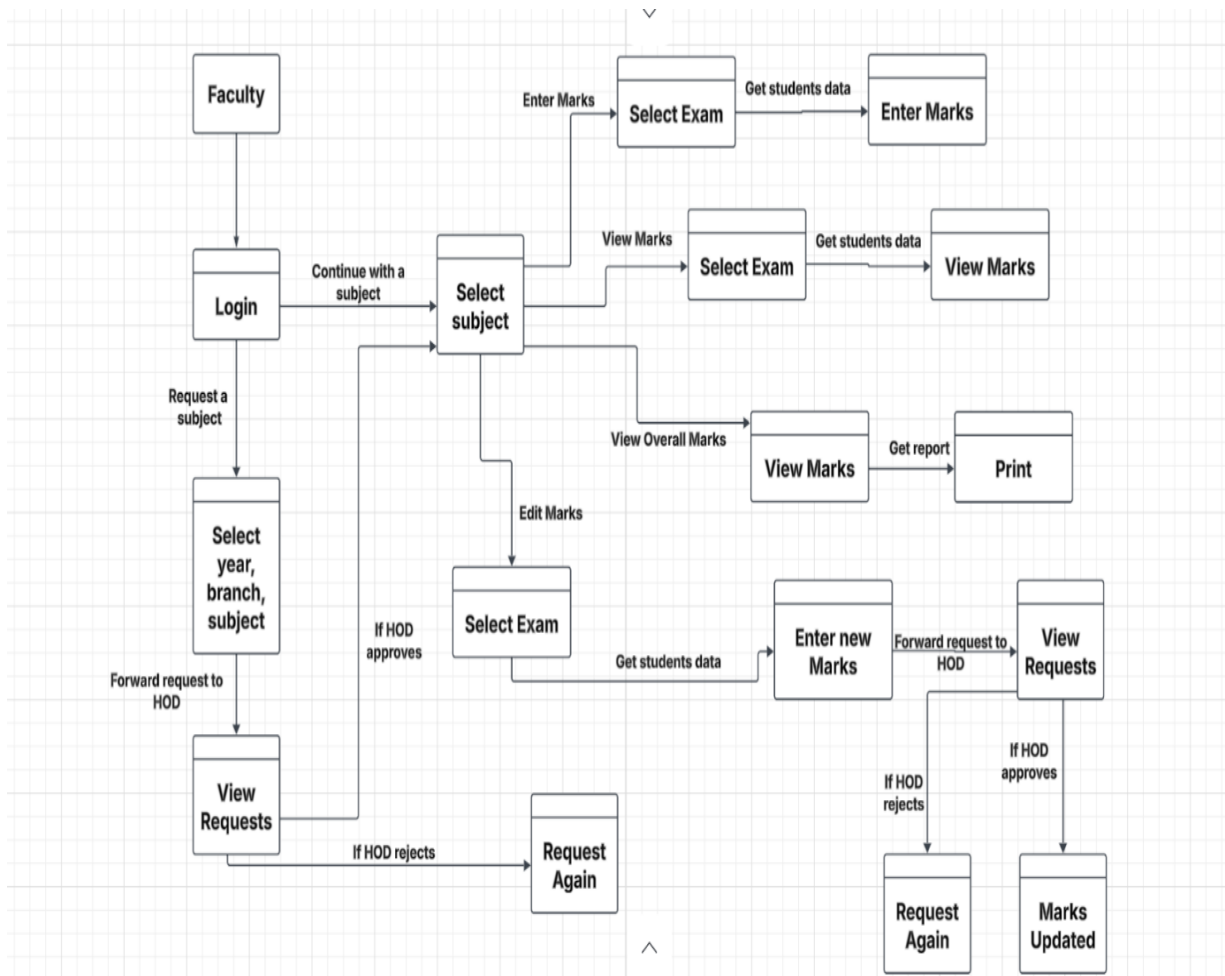 Faculty
Enter Marks
Select Exam
Get students data
Enter Marks
Login
Continue with a
subject
Select
subject
View Marks
Select Exam
Get students data
View Marks
Request a
subject
View Overall Marks
View Marks
Get report
Print
Select
year,
branch,
subject
Edit Marks
Select Exam
Get students data
Enter new
Marks
Forward request to
HOD
View
Requests
If HOD
approves
Forward request to
HOD
View
Requests
If HOD rejects
Request
Again
If HOD
rejects
If HOD
approves
Request
Again
Marks
Updated